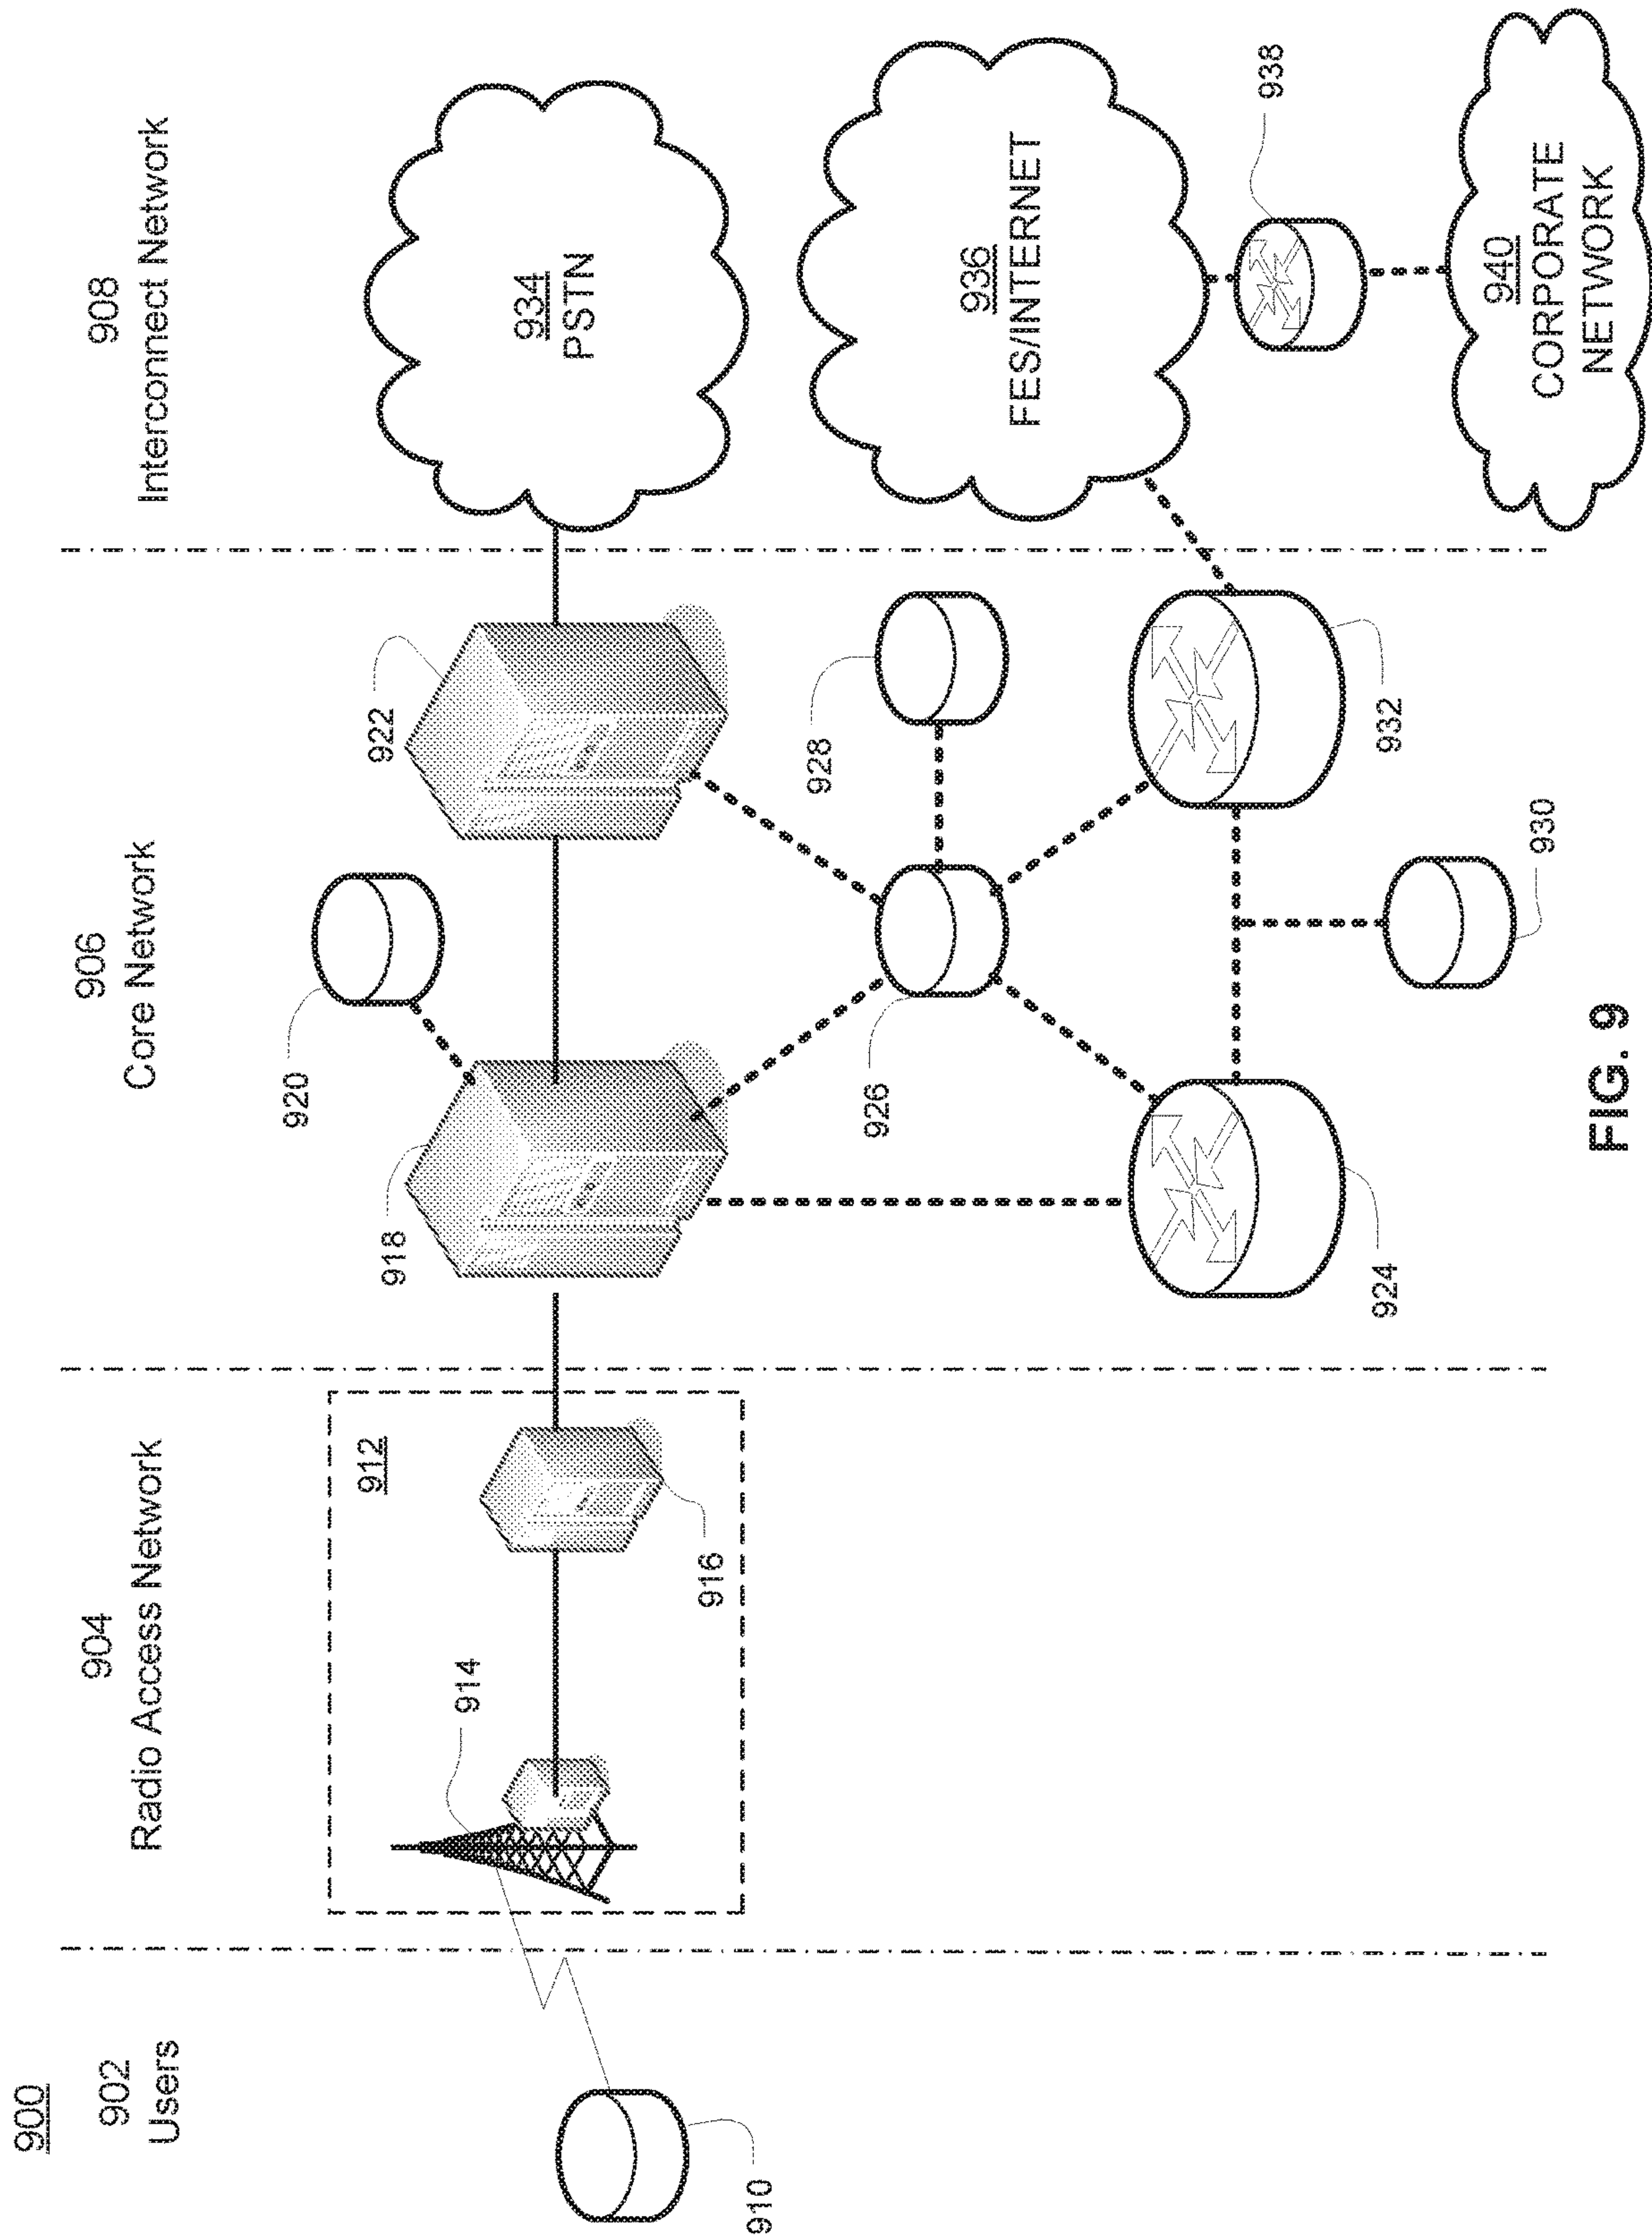 900
902
Users
904
Radio Access Network
906
Core Network
908
Interconnect Network
910
912
914
916
918
920
922
924
926
928
930
932
934
PSTN
936
FES/INTERNET
938
940
CORPORATE
NETWORK
FIG. 9